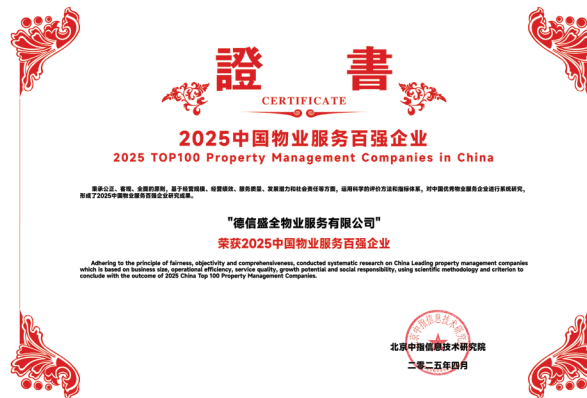 證書
CERTIFICATE
2025中国物业服务百强企业
2025 TOP100 Property Management Companies in China
秉承公正、客观、全面的原则，基于经营规模、经营绩效、服务质量、发展潜力和社会责任等方面，运用科学的评价方法和指标体系，对中国优秀物业服务企业进行系统研究，
形成了2025中国物业服务百强企业研究成果。
"德信盛全物业服务有限公司"
荣获2025中国物业服务百强企业
Adhering to the principle of fairness, objectivity and comprehensiveness, conducted systematic research on China Leading property management companies
which is based on business size, operational efficiency, service quality, growth potential and social responsibility, using scientific methodology and criterion to
conclude with the outcome of 2025 China Top 100 Property Management Companies.
北京中指信息技术研究院
二零二五年四月